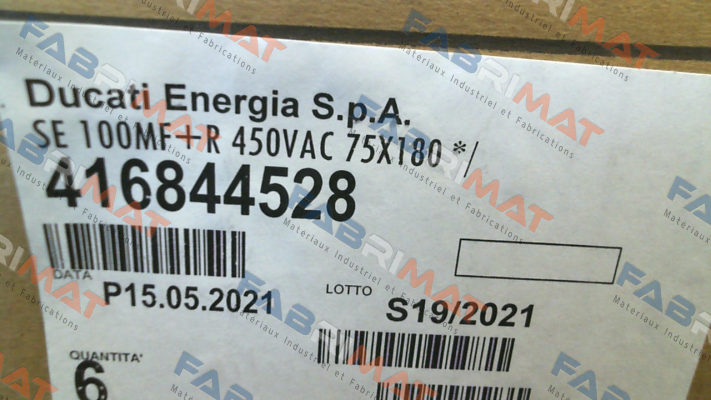 Ducati Energia S.p.A.
SE 100MF+R 450VAC 75X180 */
416844528
DATA
P15.05.2021
LOTTO
S19/2021
QUANTITA'
6
FABRIMAT
Matériaux Industriel et Fabrications